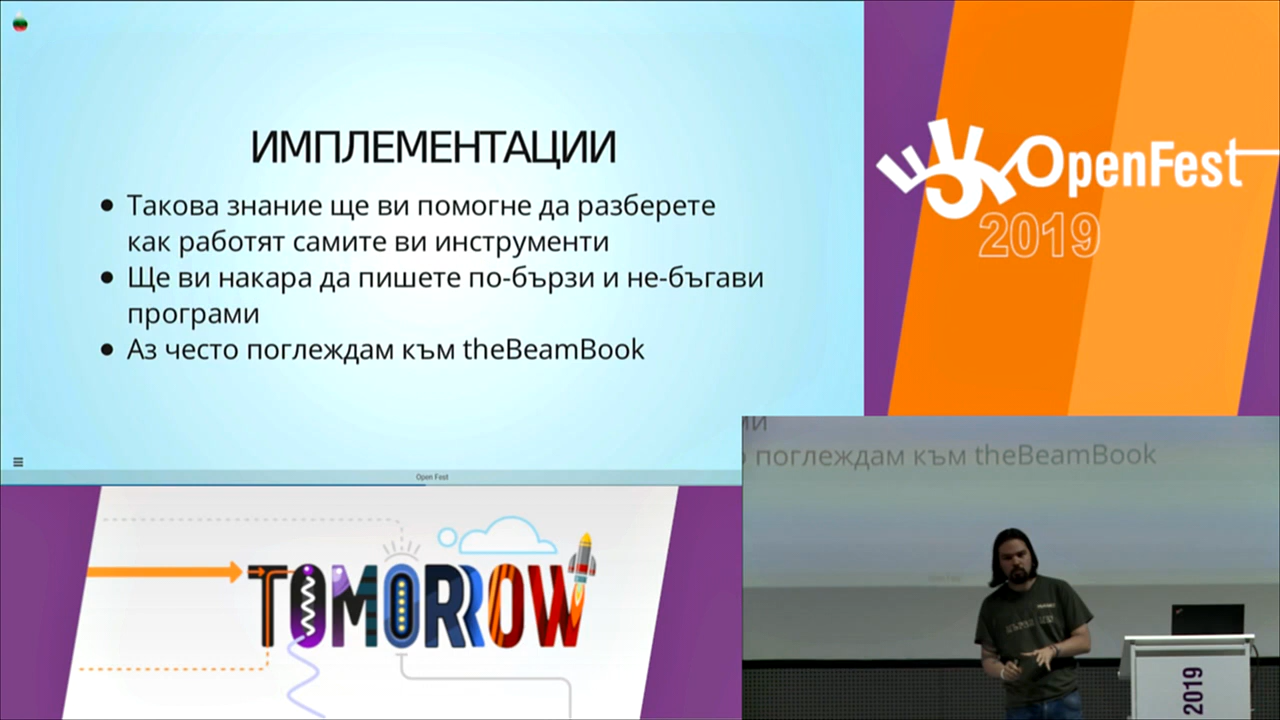 ИМПЛЕМЕНТАЦИИ
Такова знание ще ви помогне да разберете
как работят самите ви инструменти
Ще ви накара да пишете по-бързи и не-бъгави
програми
Аз често поглеждам към theBeamBook
Open Fest
OpenFest
2019
TOMORROW
поглеждам към theBeamBook
2019